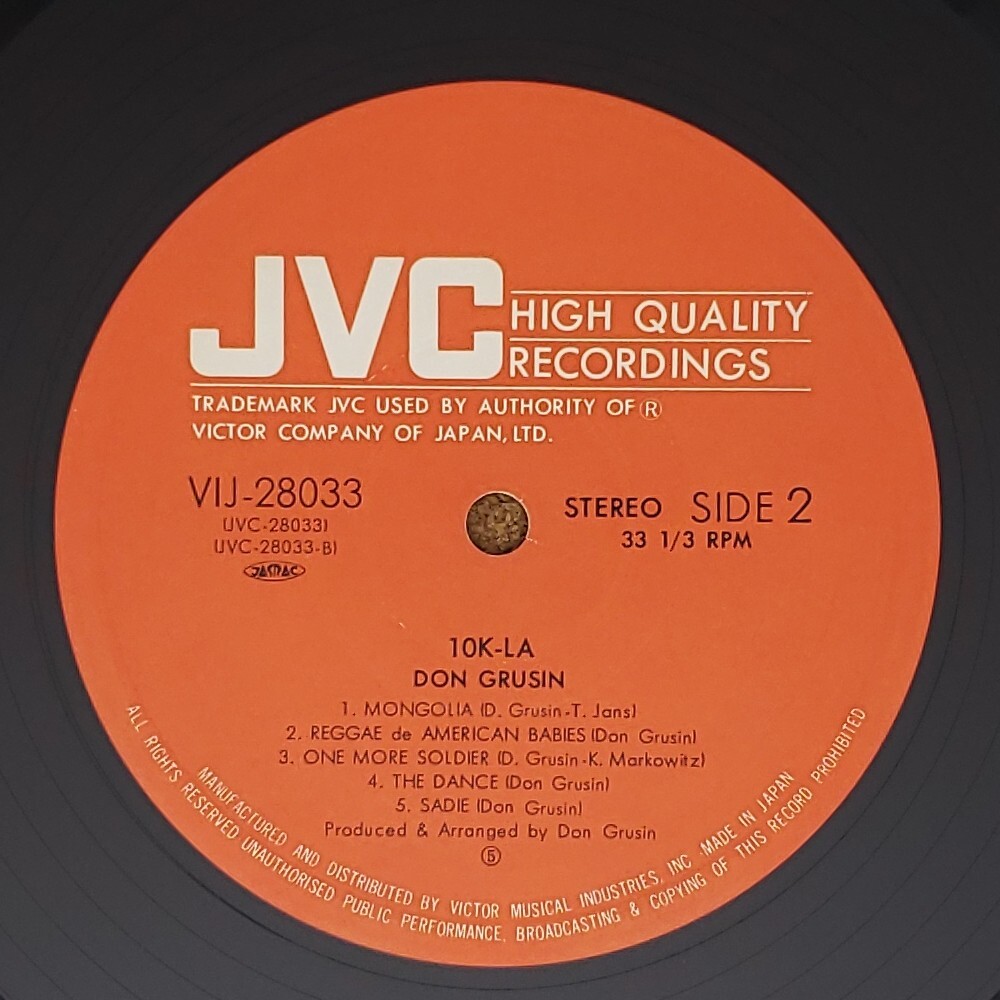 JVC HIGH QUALITY
RECORDINGS
TRADEMARK JVC USED BY AUTHORITY OF ®
VICTOR COMPANY OF JAPAN, LTD.
VIJ-28033
(JVC-28033)
(JVC-28033-B)
JASRAC
STEREO SIDE 2
33 1/3 RPM
10K-LA
DON GRUSIN
1. MONGOLIA (D. Grusin-T. Jans)
2. REGGAE de AMERICAN BABIES (Don Grusin)
3. ONE MORE SOLDIER (D. Grusin-K. Markowitz)
4. THE DANCE (Don Grusin)
5. SADIE (Don Grusin)
Produced & Arranged by Don Grusin
⑤
MANUFACTURED AND DISTRIBUTED BY VICTOR MUSICAL INDUSTRIES, INC. MADE IN JAPAN
ALL RIGHTS RESERVED UNAUTHORISED PUBLIC PERFORMANCE, BROADCASTING & COPYING OF THIS RECORD PROHIBITED